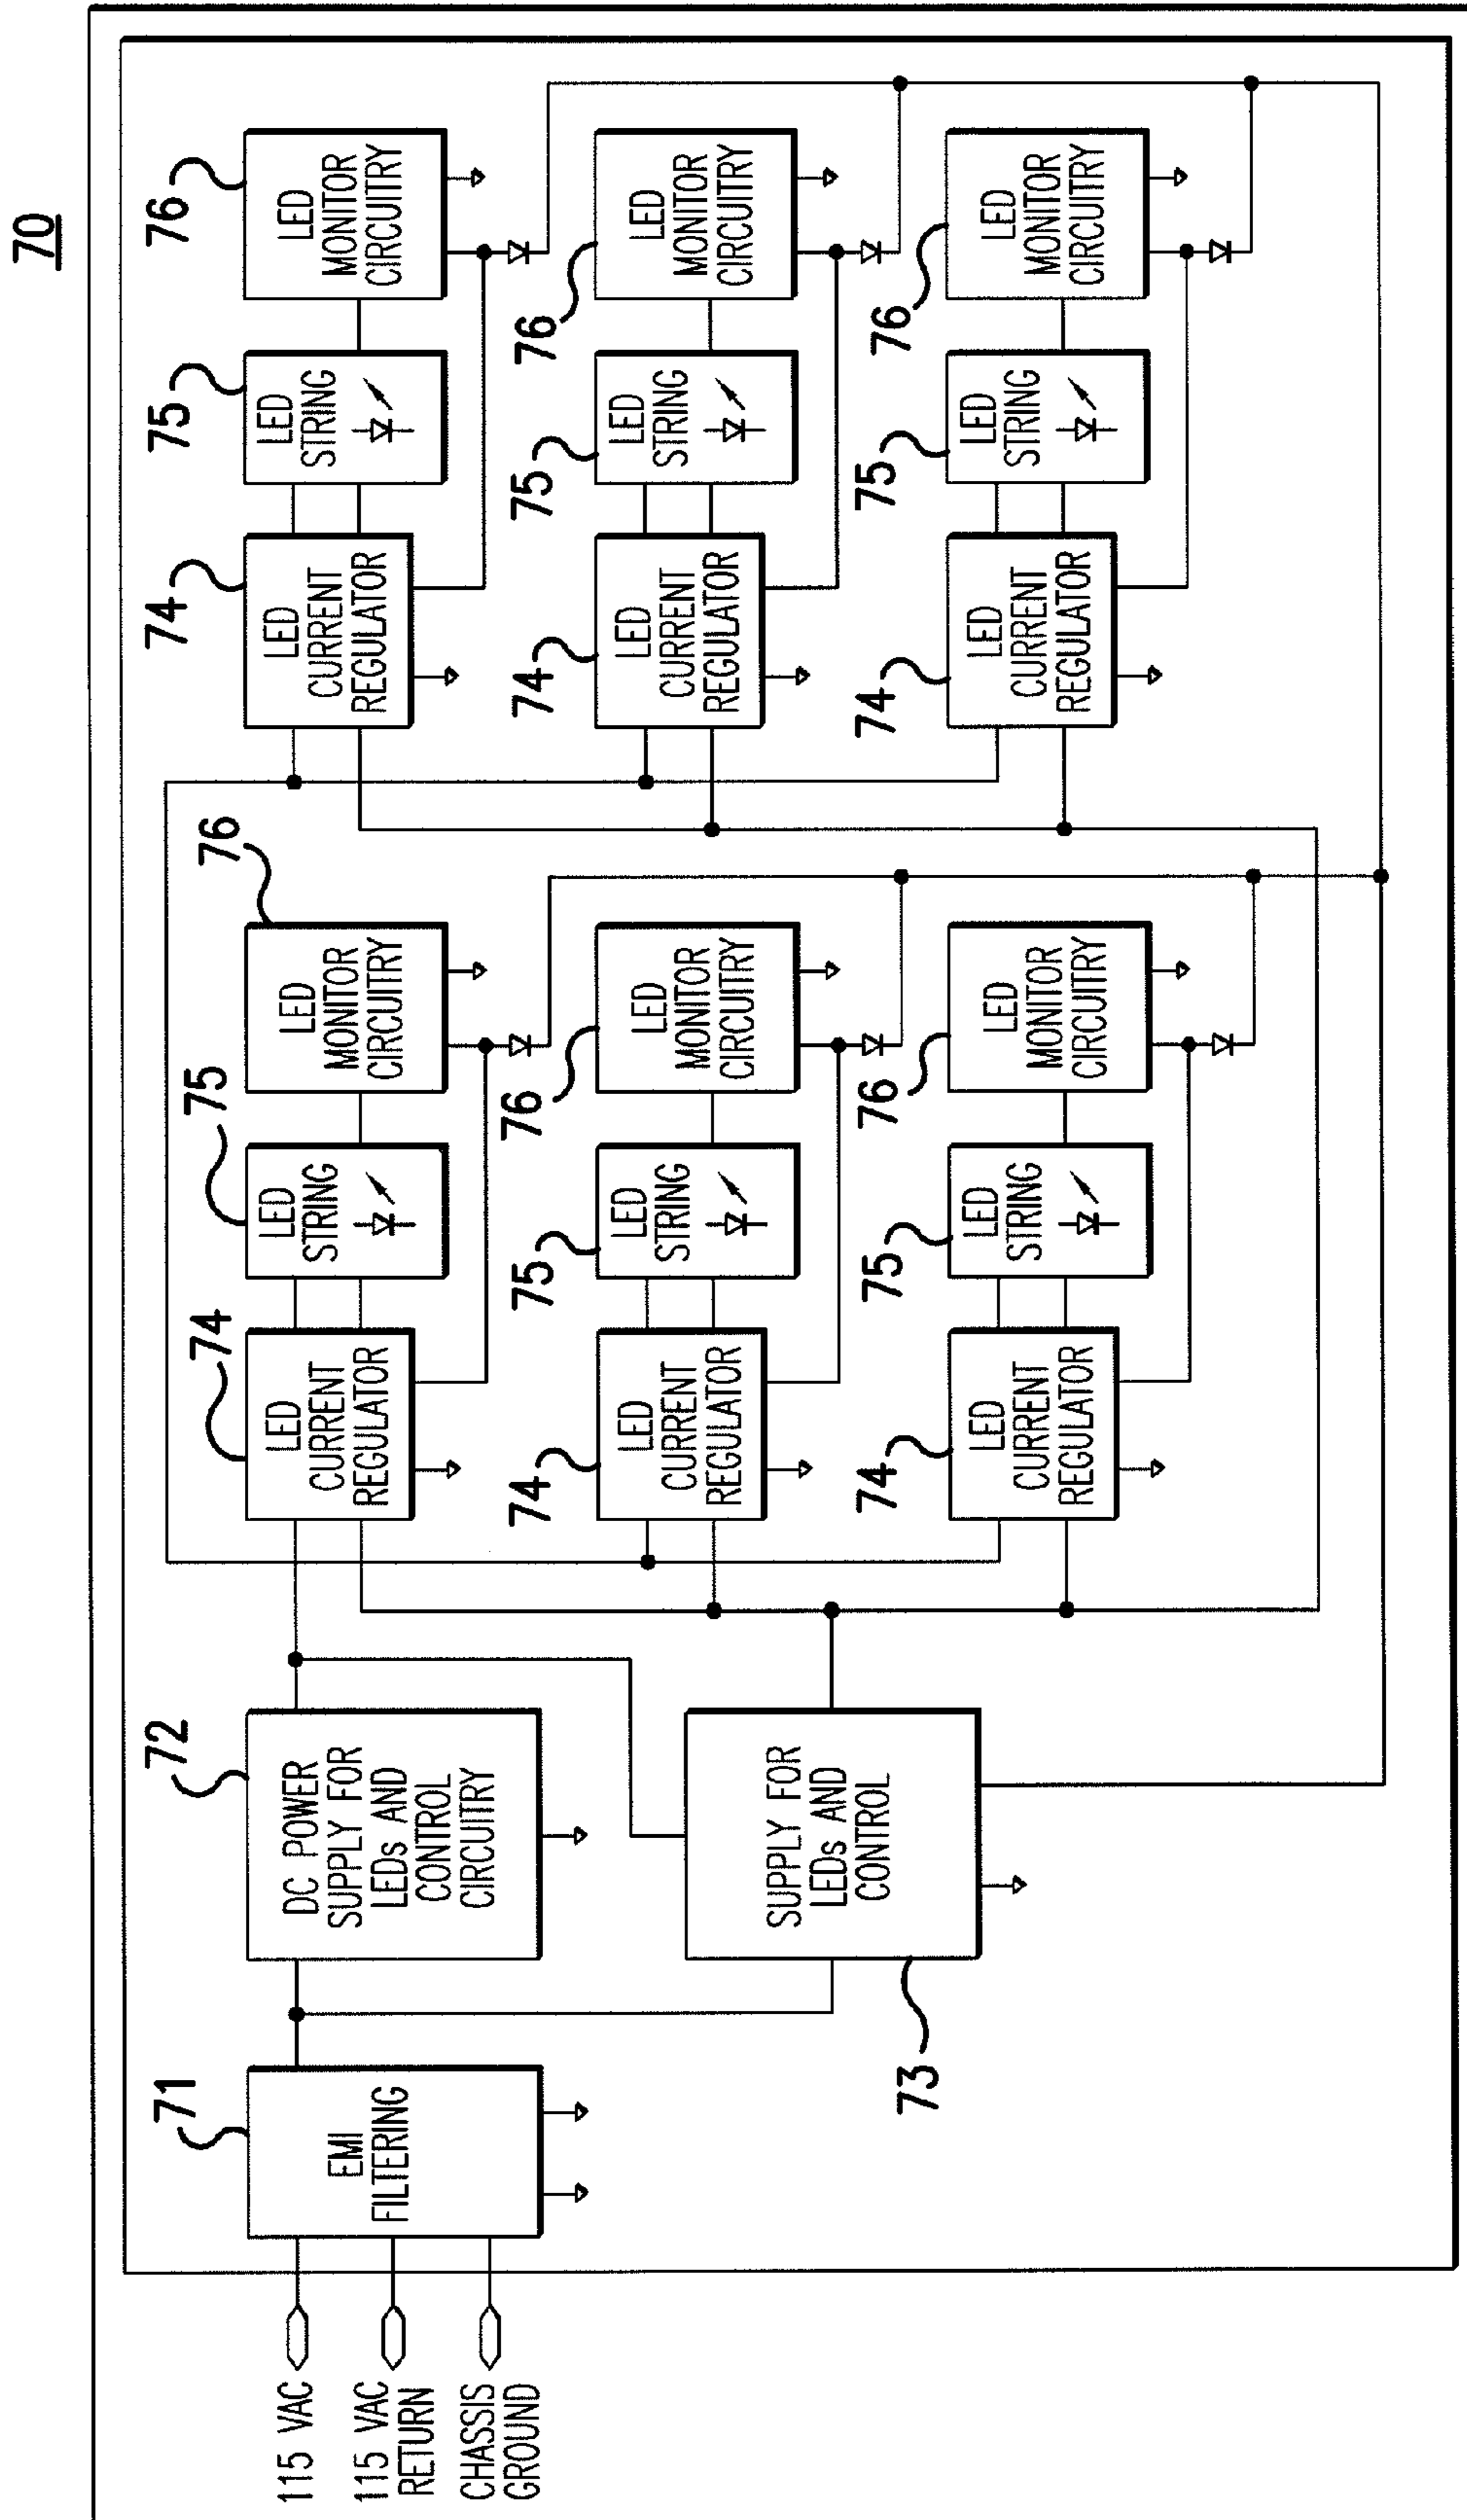 70
71
72
74
75
76
74
75
76
115 VAC
115 VAC
RETURN
CHASSIS
GROUND
EMI
FILTERING
DC POWER
SUPPLY FOR
LEDs AND
CONTROL
CIRCUITRY
LED
CURRENT
REGULATOR
LED
STRING
LED
MONITOR
CIRCUITRY
LED
CURRENT
REGULATOR
LED
STRING
LED
MONITOR
CIRCUITRY
74
75
76
74
75
76
LED
CURRENT
REGULATOR
LED
STRING
LED
MONITOR
CIRCUITRY
LED
CURRENT
REGULATOR
LED
STRING
LED
MONITOR
CIRCUITRY
73
SUPPLY FOR
LEDs AND
CONTROL
74
75
76
74
75
76
LED
CURRENT
REGULATOR
LED
STRING
LED
MONITOR
CIRCUITRY
LED
CURRENT
REGULATOR
LED
STRING
LED
MONITOR
CIRCUITRY